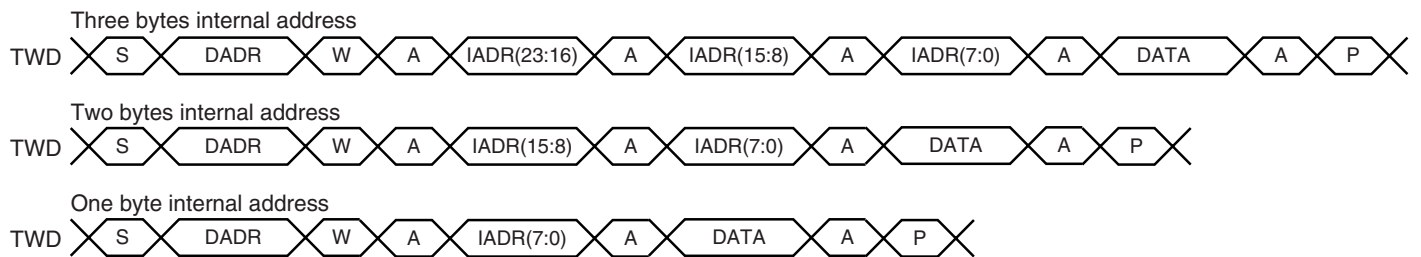 Three bytes internal address
TWD S DADR W A IADR(23:16) A IADR(15:8) A IADR(7:0) A DATA A P
Two bytes internal address
TWD S DADR W A IADR(15:8) A IADR(7:0) A DATA A P
One byte internal address
TWD S DADR W A IADR(7:0) A DATA A P